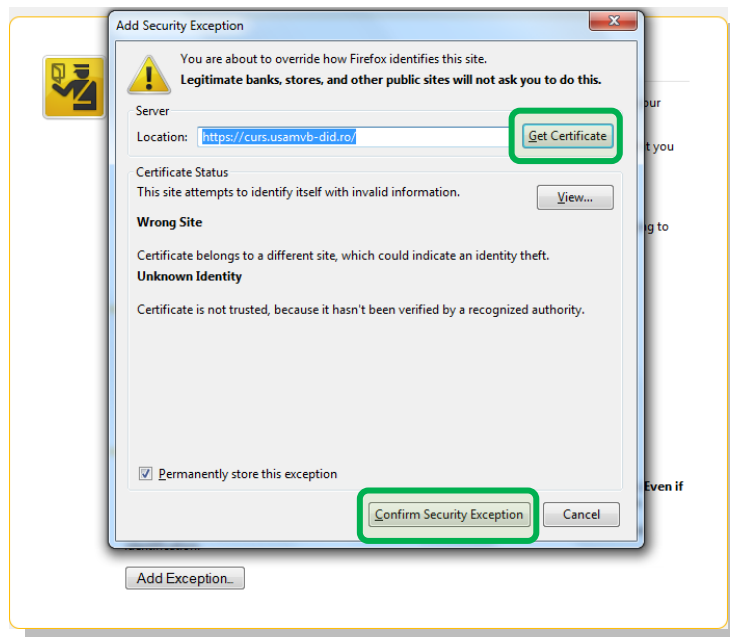 Add Security Exception
You are about to override how Firefox identifies this site.
Legitimate banks, stores, and other public sites will not ask you to do this.
Server
Location: https://curs.usamvb-did.ro/ Get Certificate
our
t you
Certificate Status
This site attempts to identify itself with invalid information.
View...
Wrong Site
ng to
Certificate belongs to a different site, which could indicate an identity theft.
Unknown Identity
Certificate is not trusted, because it hasn't been verified by a recognized authority.
Permanently store this exception
Even if
Confirm Security Exception Cancel
Add Exception...